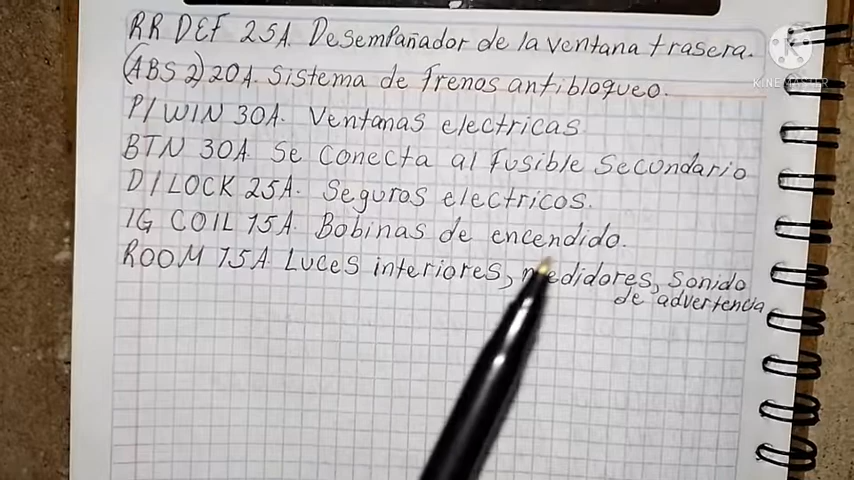 RR DEF 25A. Desempañador de la ventana trasera.
(ABS 2) 20A. Sistema de Frenos antibloqueo.
P/WIN 30A. Ventanas electricas
BTN 30A. Se conecta al Fusible Secundario
D/LOCK 25A. Seguros electricos.
IG COIL 15A. Bobinas de encendido.
ROOM 15A Luces interiores, medidores, sonido
de advertencia
KINEMASTER